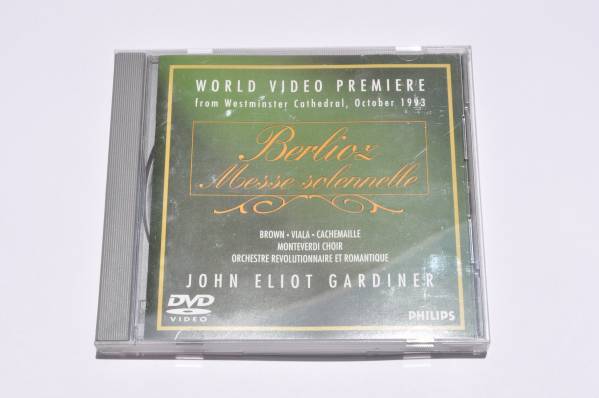 WORLD VIDEO PREMIERE
from Westminster Cathedral, October 1993
Berlioz
Messe solennelle
BROWN • VIALA • CACHEMAILLE
MONTEVERDI CHOIR
ORCHESTRE REVOLUTIONNAIRE ET ROMANTIQUE
JOHN ELIOT GARDINER
DVD
VIDEO
PHILIPS